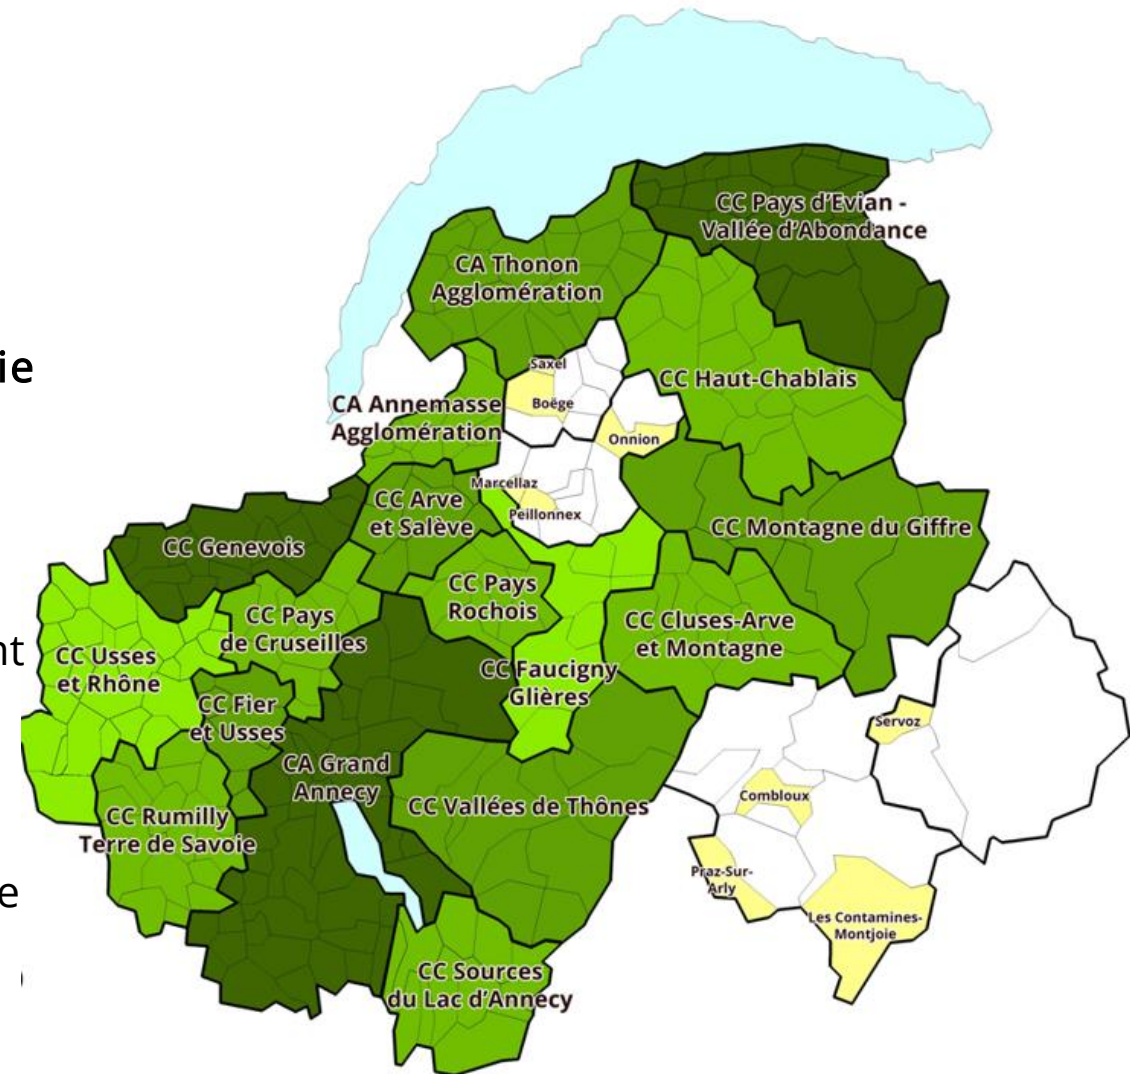 CC Pays d'Evian -
Vallée d'Abondance
CA Thonon
Agglomération
ie
Saxel
CC Haut-Chablais
Boëge
CA Annemasse
Agglomération
Onnion
Marcellaz
CC Arve
et Salève
Peillonnex
CC Montagne du Giffre
CC Genevois
CC Pays
Rochois
CC Pays
de Cruseilles
CC Cluses-Arve
et Montagne
nt
CC Usses
et Rhône
CC Faucigny
Glières
CC Fier
et Usses
Servoz
CA Grand
Annecy
Combloux
CC Vallées de Thônes
CC Rumilly
Terre de Savoie
Praz-Sur-
Arly
e
Les Contamines-
Montjoie
CC Sources
du Lac d'Annecy